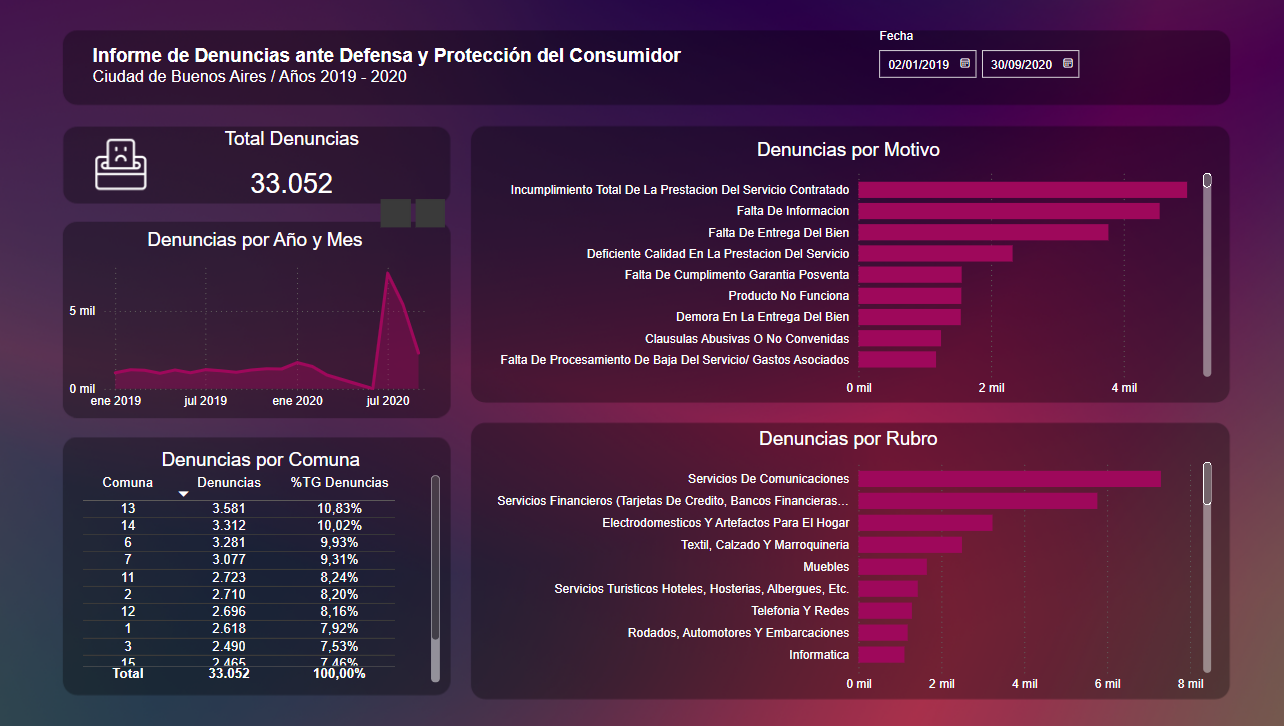 Informe de Denuncias ante Defensa y Protección del Consumidor
Ciudad de Buenos Aires / Años 2019 - 2020
Fecha
02/01/2019
30/09/2020
Total Denuncias
33.052
Denuncias por Año y Mes
5 mil
0 mil
ene 2019
jul 2019
ene 2020
jul 2020
Denuncias por Comuna
Comuna Denuncias %TG Denuncias
13 3.581 10,83%
14 3.312 10,02%
6 3.281 9,93%
7 3.077 9,31%
11 2.723 8,24%
2 2.710 8,20%
12 2.696 8,16%
1 2.618 7,92%
3 2.490 7,53%
15 2.465 7,46%
Total 33.052 100,00%
Denuncias por Motivo
Incumplimiento Total De La Prestacion Del Servicio Contratado
Falta De Informacion
Falta De Entrega Del Bien
Deficiente Calidad En La Prestacion Del Servicio
Falta De Cumplimento Garantia Posventa
Producto No Funciona
Demora En La Entrega Del Bien
Clausulas Abusivas O No Convenidas
Falta De Procesamiento De Baja Del Servicio/ Gastos Asociados
0 mil
2 mil
4 mil
Denuncias por Rubro
Servicios De Comunicaciones
Servicios Financieros (Tarjetas De Credito, Bancos Financieras...
Electrodomesticos Y Artefactos Para El Hogar
Textil, Calzado Y Marroquineria
Muebles
Servicios Turisticos Hoteles, Hosterias, Albergues, Etc.
Telefonia Y Redes
Rodados, Automotores Y Embarcaciones
Informatica
0 mil
2 mil
4 mil
6 mil
8 mil